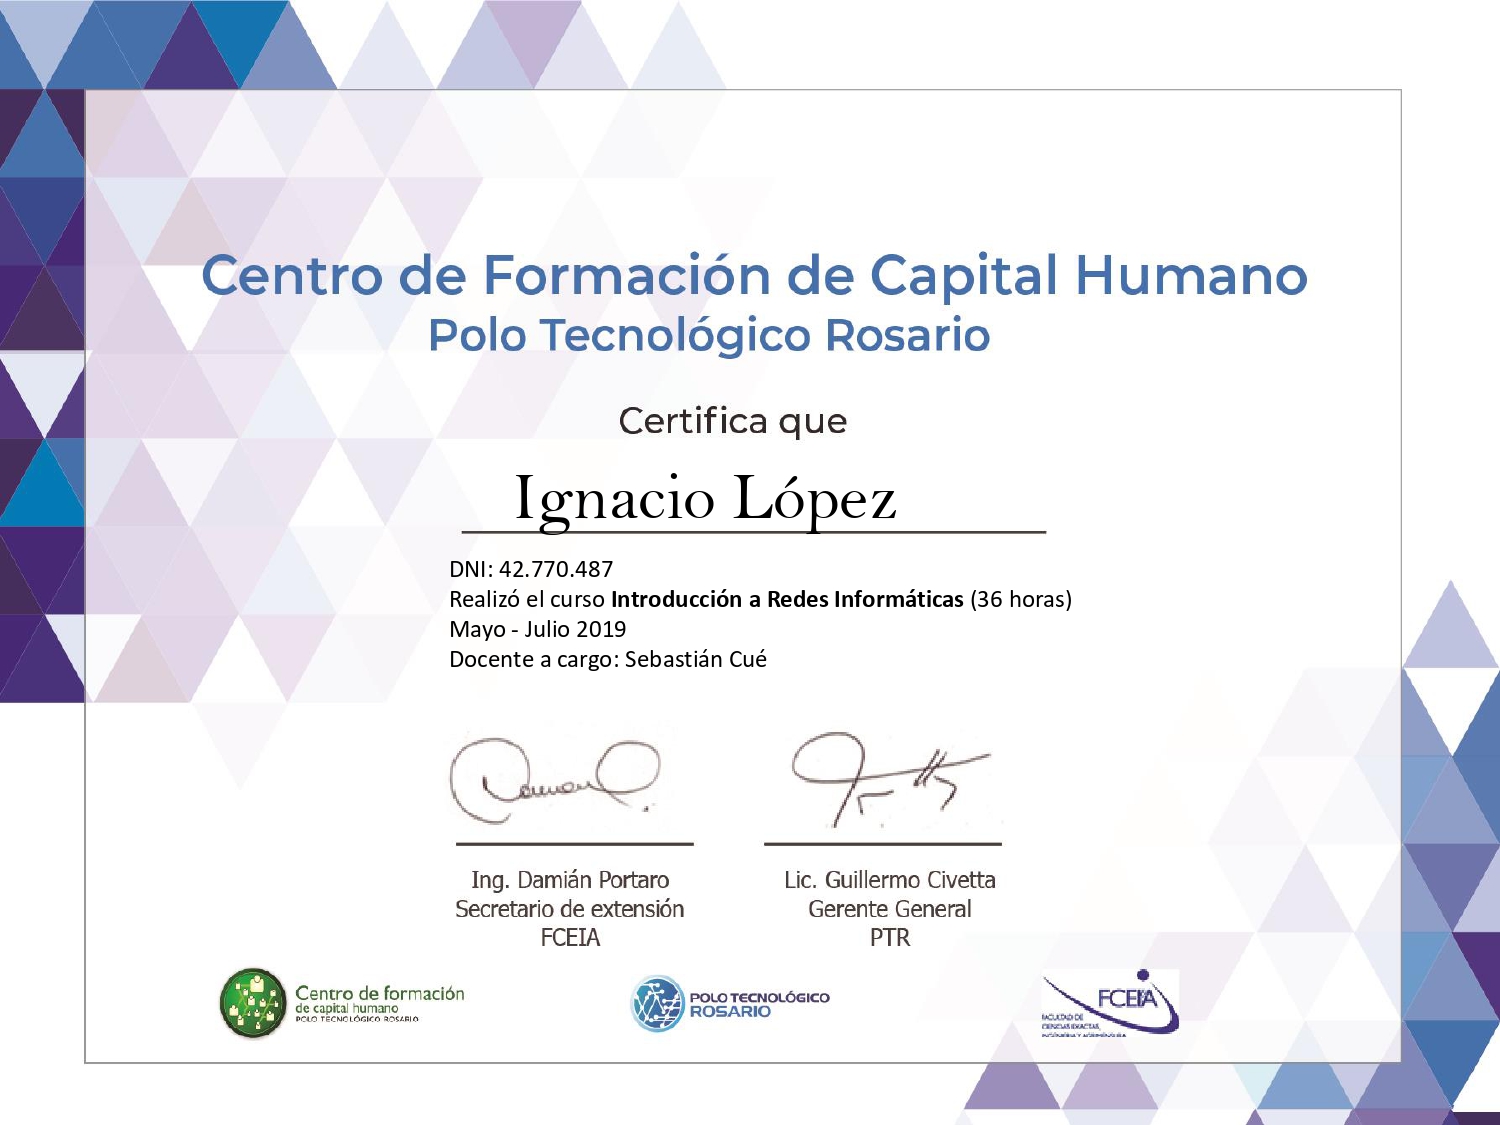 Centro de Formación de Capital Humano
Polo Tecnológico Rosario
Certifica que
Ignacio López
DNI: 42.770.487
Realizó el curso Introducción a Redes Informáticas (36 horas)
Mayo - Julio 2019
Docente a cargo: Sebastián Cué
Ing. Damián Portaro
Secretario de extensión
FCEIA
Lic. Guillermo Civetta
Gerente General
PTR
Centro de formación
de capital humano
POLO TECNOLÓGICO ROSARIO
POLO TECNOLÓGICO
ROSARIO
FCEIA
FACULTAD DE
CIENCIAS EXACTAS,
INGENIERÍA Y AGRIMENSURA